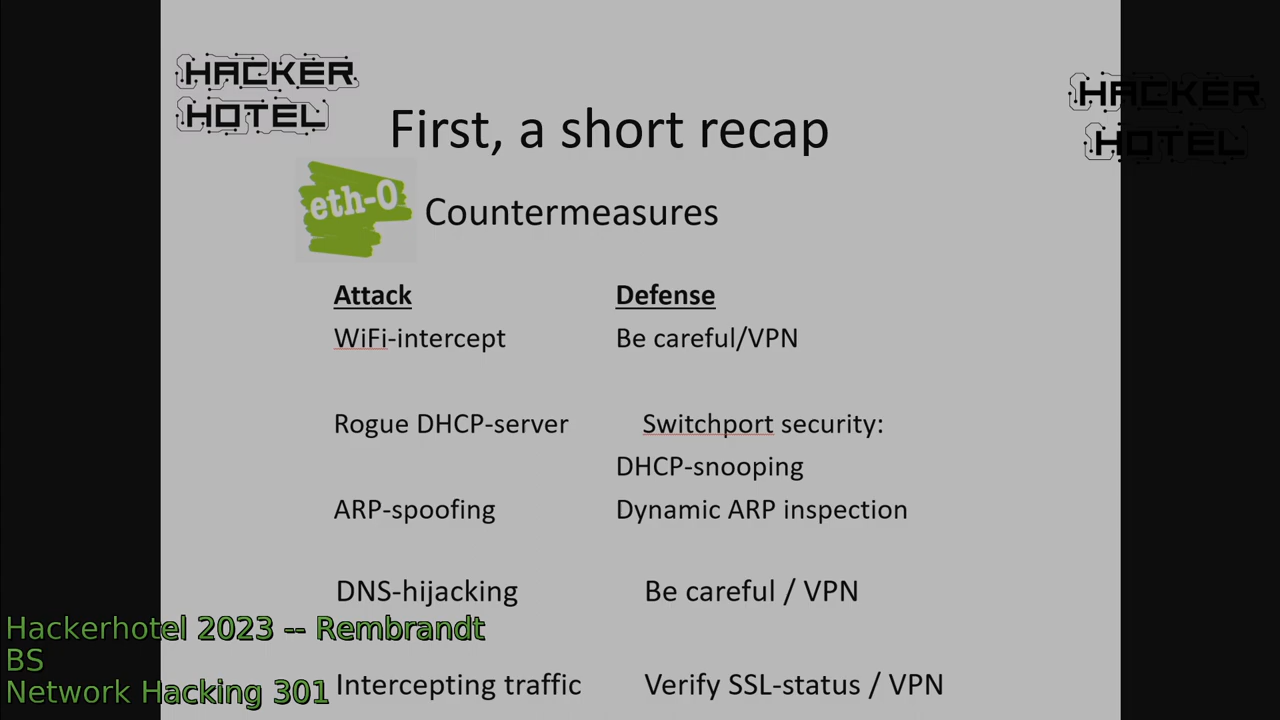 HACKER
HOTEL
HACKER
HOTEL
First, a short recap
eth-0
Countermeasures
Attack Defense
WiFi-intercept Be careful/VPN
Rogue DHCP-server Switchport security:
DHCP-snooping
ARP-spoofing Dynamic ARP inspection
DNS-hijacking Be careful / VPN
Hackerhotel 2023 -- Rembrandt
BS
Network Hacking 301
Intercepting traffic Verify SSL-status / VPN